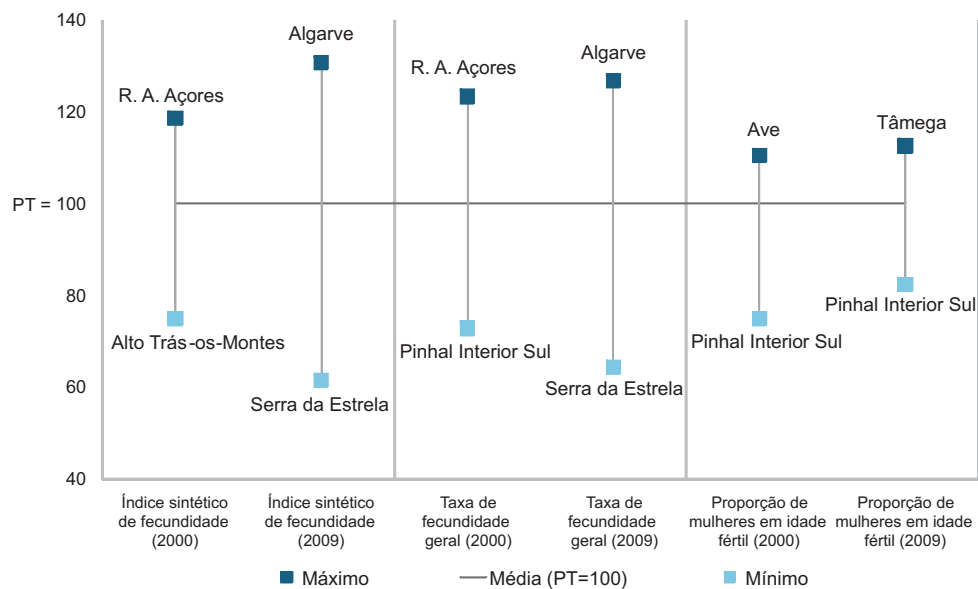 140
120
PT = 100
80
60
40
R. A. Açores
Alto Trás-os-Montes
Algarve
Serra da Estrela
R. A. Açores
Pinhal Interior Sul
Algarve
Serra da Estrela
Ave
Pinhal Interior Sul
Tâmega
Pinhal Interior Sul
Índice sintético
de fecundidade
(2000)
Índice sintético
de fecundidade
(2009)
Taxa de
fecundidade
geral (2000)
Taxa de
fecundidade
geral (2009)
Proporção de
mulheres em idade
fértil (2000)
Proporção de
mulheres em idade
fértil (2009)
Máximo
Média (PT=100)
Mínimo